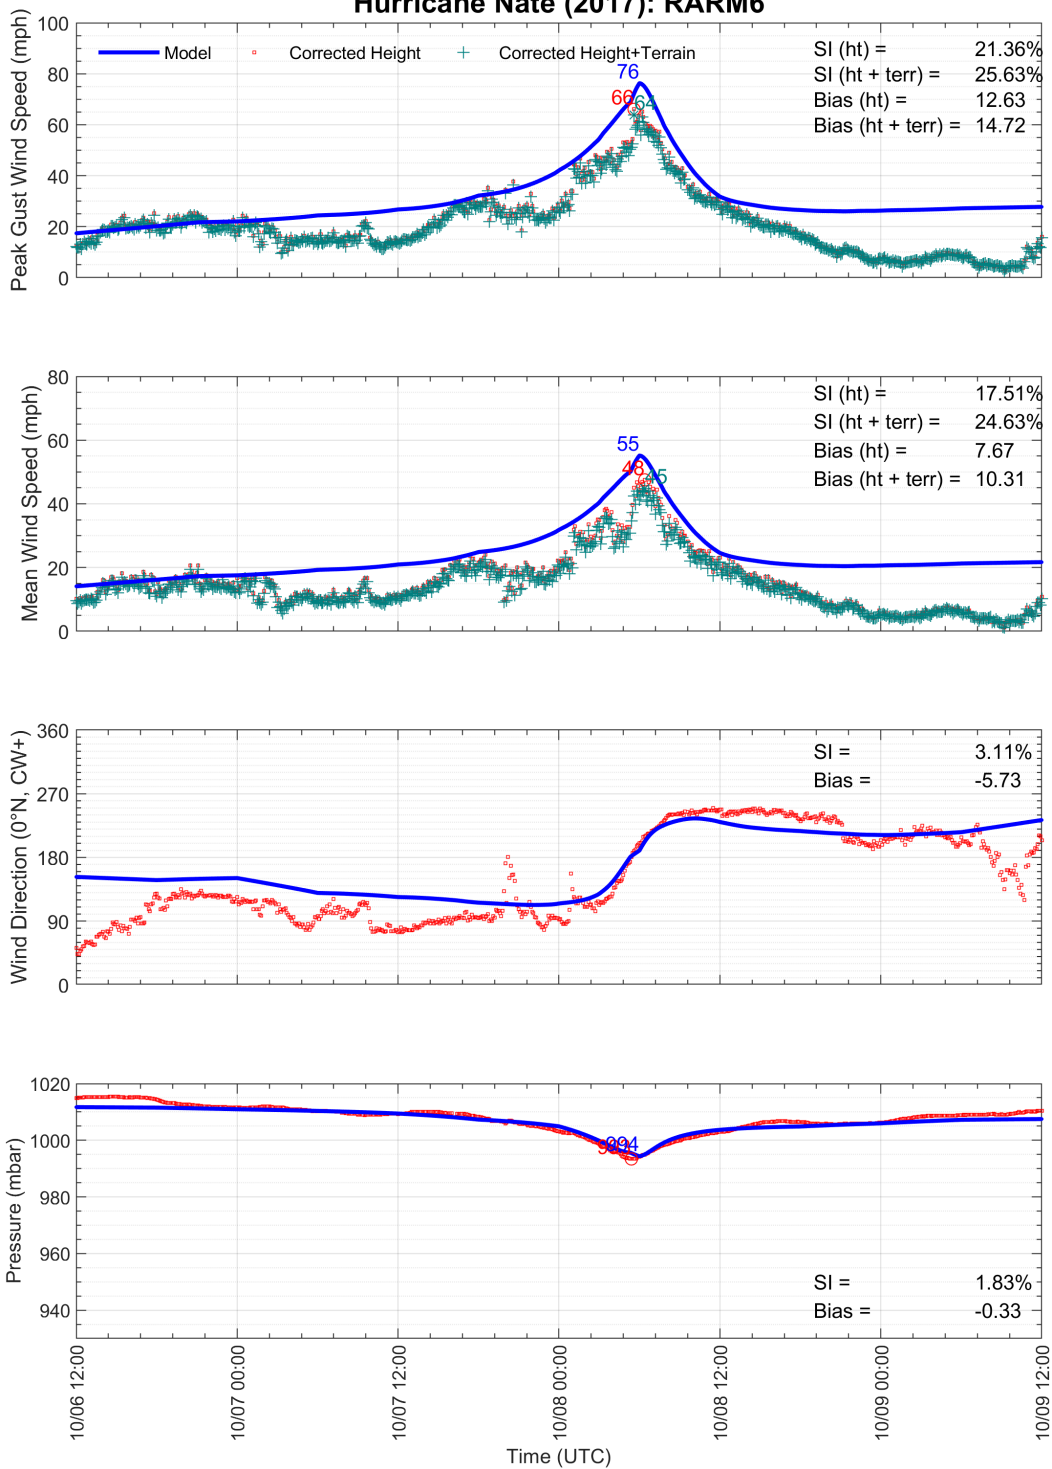 Hurricane Nate (2017): RARM6
Peak Gust Wind Speed (mph)
100
80
60
40
20
0
Model
Corrected Height
Corrected Height+Terrain
76
66
64
SI (ht) = 21.36%
SI (ht + terr) = 25.63%
Bias (ht) = 12.63
Bias (ht + terr) = 14.72
Mean Wind Speed (mph)
80
60
40
20
0
55
48
45
SI (ht) = 17.51%
SI (ht + terr) = 24.63%
Bias (ht) = 7.67
Bias (ht + terr) = 10.31
Wind Direction (0°N, CW+)
360
270
180
90
0
SI = 3.11%
Bias = -5.73
Pressure (mbar)
1020
1000
980
960
940
994
SI = 1.83%
Bias = -0.33
10/06 12:00
10/07 00:00
10/07 12:00
10/08 00:00
10/08 12:00
10/09 00:00
10/09 12:00
Time (UTC)